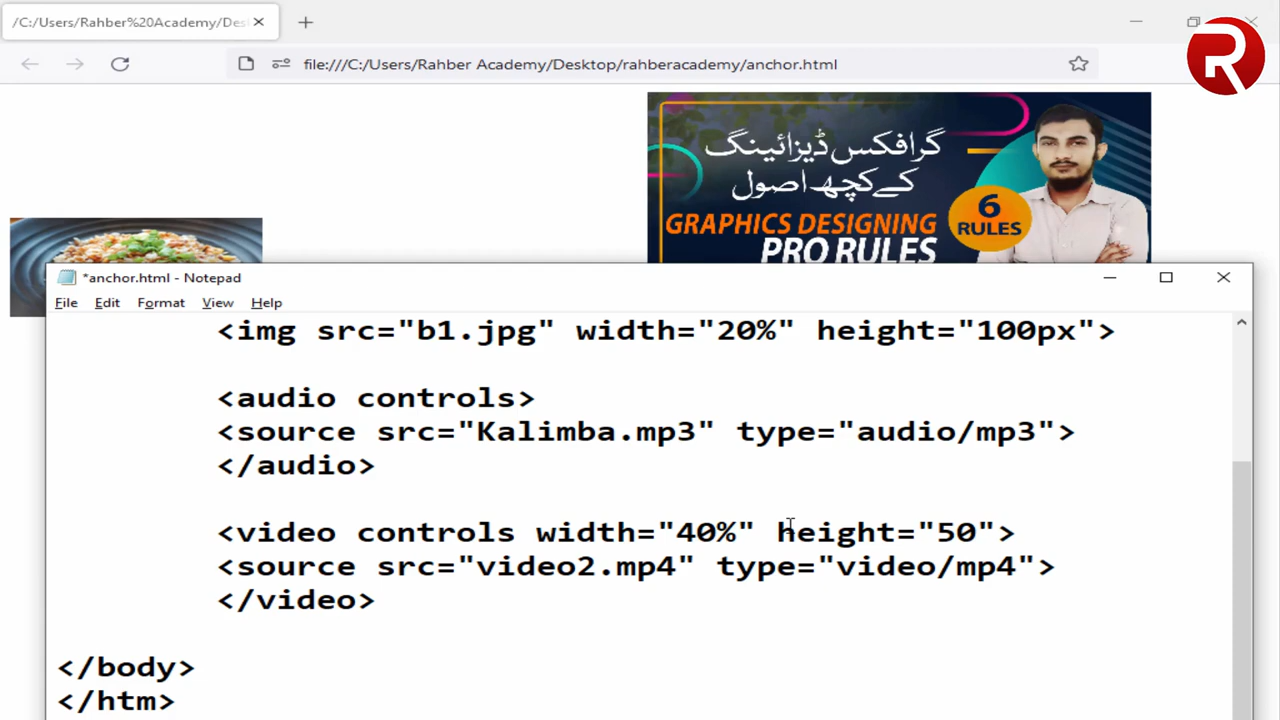 /C:/Users/Rahber%20Academy/Des
file:///C:/Users/Rahber Academy/Desktop/rahberacademy/anchor.html
R
گرافکس ڈیزائینگ
کے کچھ اصول
GRAPHICS DESIGNING
PRO RULES
6
RULES
*anchor.html - Notepad
File Edit Format View Help
<img src="b1.jpg" width="20%" height="100px">
<audio controls>
<source src="Kalimba.mp3" type="audio/mp3">
</audio>
<video controls width="40%" height="50">
<source src="video2.mp4" type="video/mp4">
</video>
</body>
</htm>